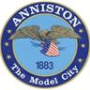 ANNISTON
1883
The Model City